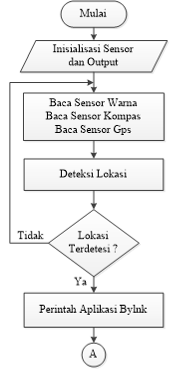 Mulai
Inisialisasi Sensor
dan Output
Baca Sensor Warna
Baca Sensor Kompas
Baca Sensor Gps
Deteksi Lokasi
Tidak
Lokasi
Terdetesi ?
Ya
Perintah Aplikasi Bylnk
A